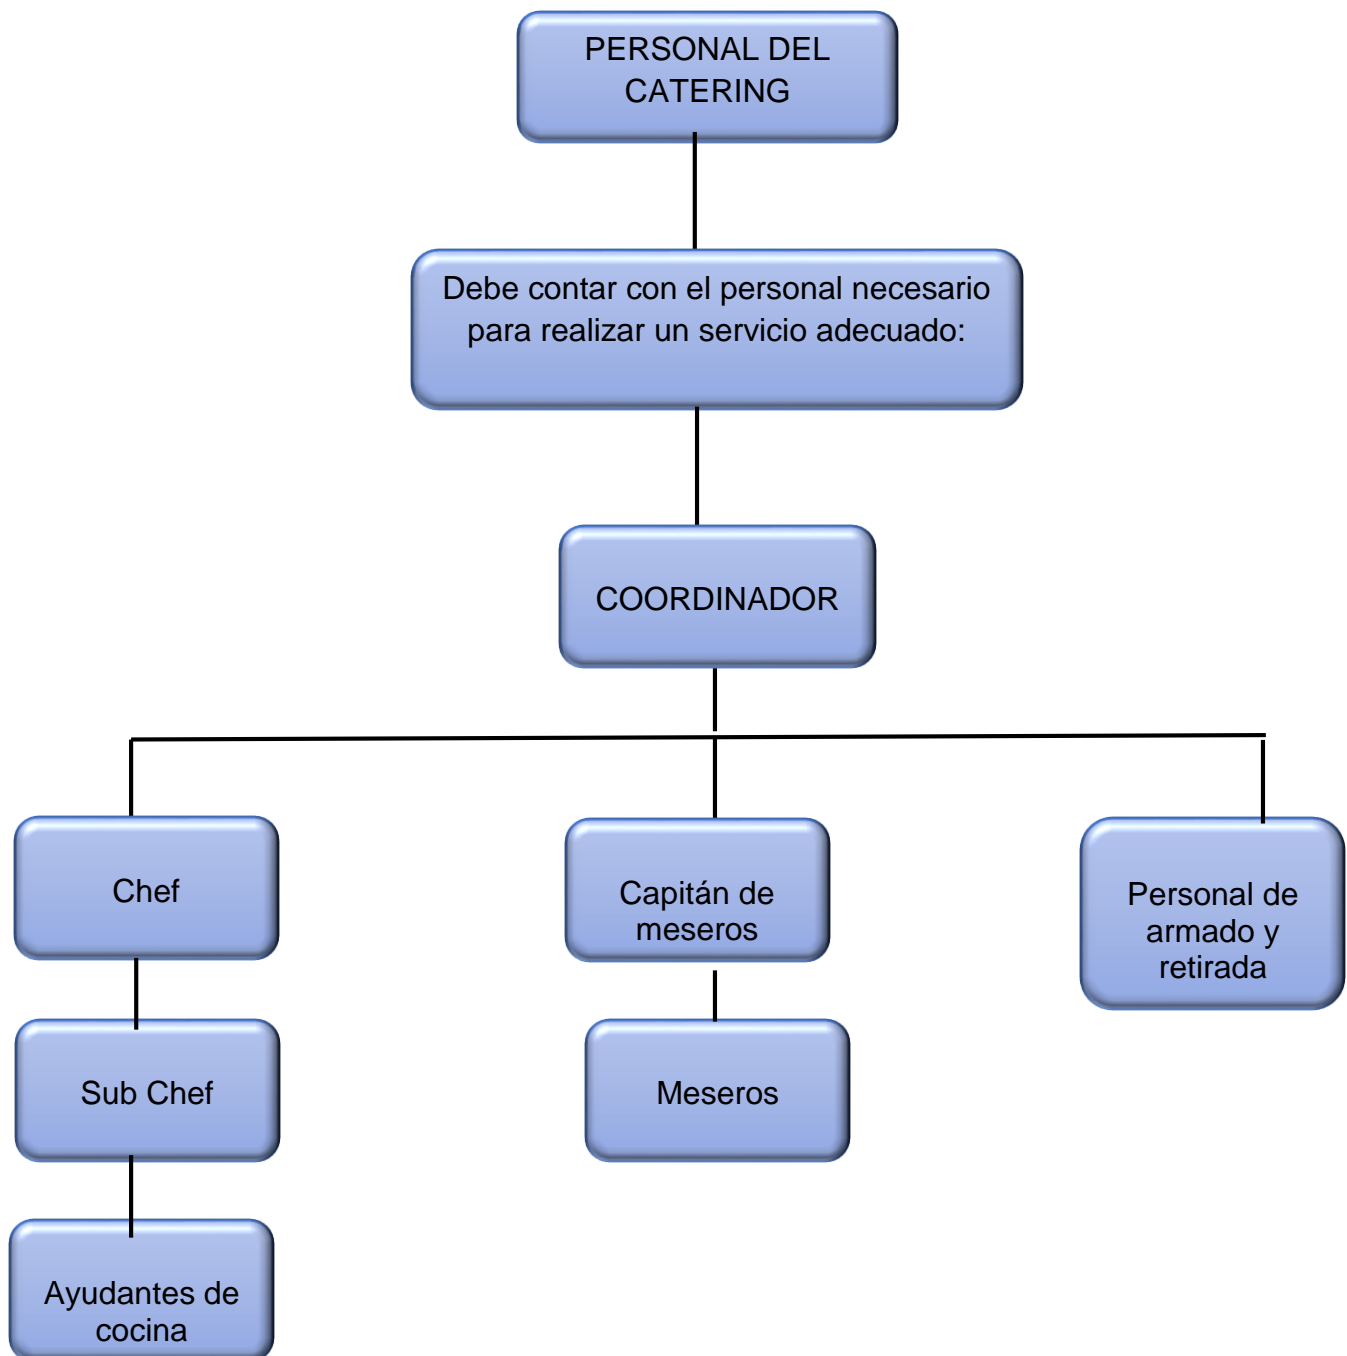 PERSONAL DEL
CATERING
Debe contar con el personal necesario
para realizar un servicio adecuado:
COORDINADOR
Chef
Capitán de
meseros
Personal de
armado y
retirada
Sub Chef
Meseros
Ayudantes de
cocina